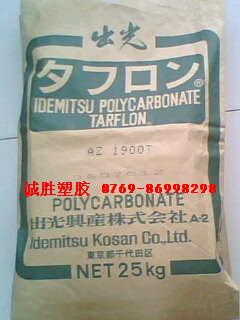 出光
タフロン®
IDEMITSU POLYCARBONATE
TARFLON
AZ 1900T
诚胜塑胶 0769-86998298
POLYCARBONATE
出光興産株式会社 A-2
Idemitsu Kosan Co., Ltd.
東京都千代田区
NET 25kg